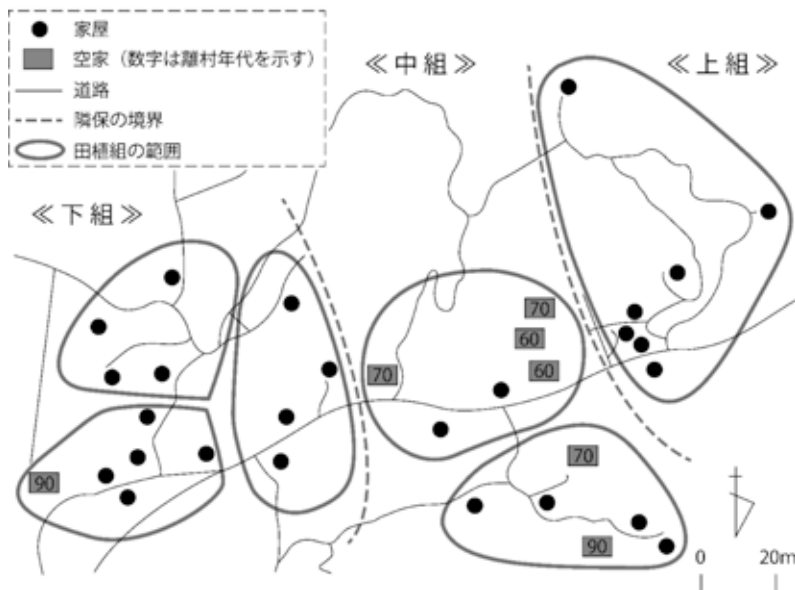 家屋
空家（数字は離村年代を示す）
道路
隣保の境界
田植組の範囲
≪中組≫
≪上組≫
≪下組≫
70
60
70
60
90
70
90
0 20m